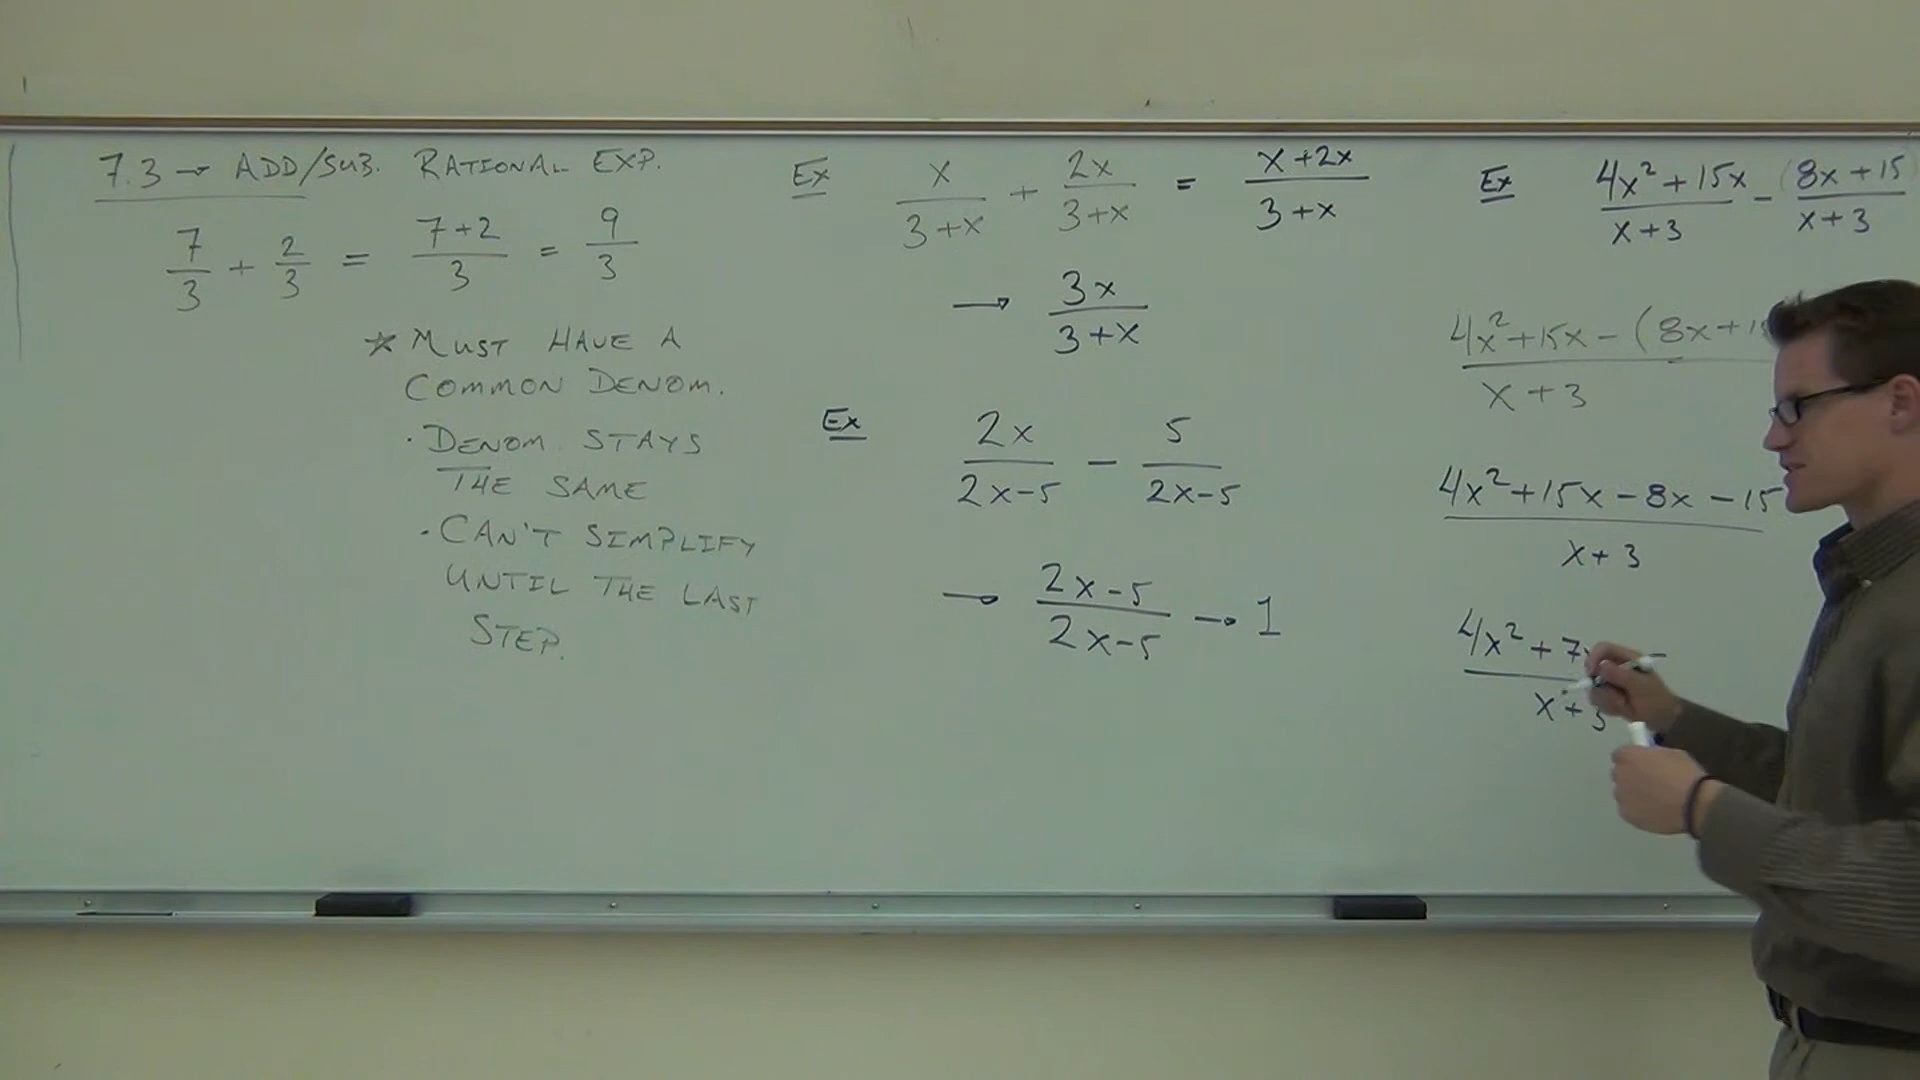 7.3 → ADD/SUB. RATIONAL EXP.
7/3 + 2/3 = 7+2/3 = 9/3
* MUST HAVE A
COMMON DENOM.
· DENOM STAYS
THE SAME
· CAN'T SIMPLIFY
UNTIL THE LAST
STEP.
Ex x/3+x + 2x/3+x = x+2x/3+x
→ 3x/3+x
Ex 2x/2x-5 - 5/2x-5
→ 2x-5/2x-5 → 1
Ex 4x²+15x/x+3 - (8x+15/x+3
4x²+15x-(8x+1/x+3
4x²+15x-8x-15/x+3
4x²+7/x+3